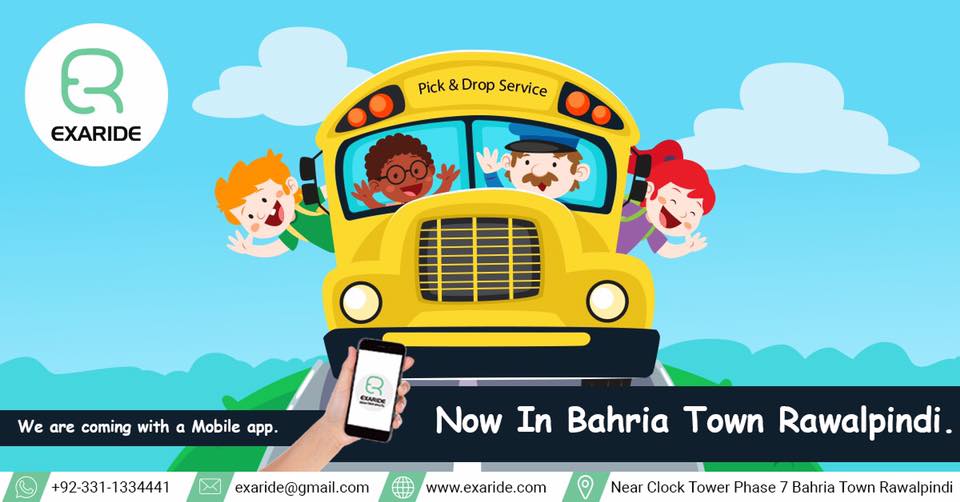 EXARIDE
Pick & Drop Service
EXARIDE
We are coming with a Mobile app.
Now In Bahria Town Rawalpindi.
+92-331-1334441
exaride@gmail.com
www.exaride.com
Near Clock Tower Phase 7 Bahria Town Rawalpindi